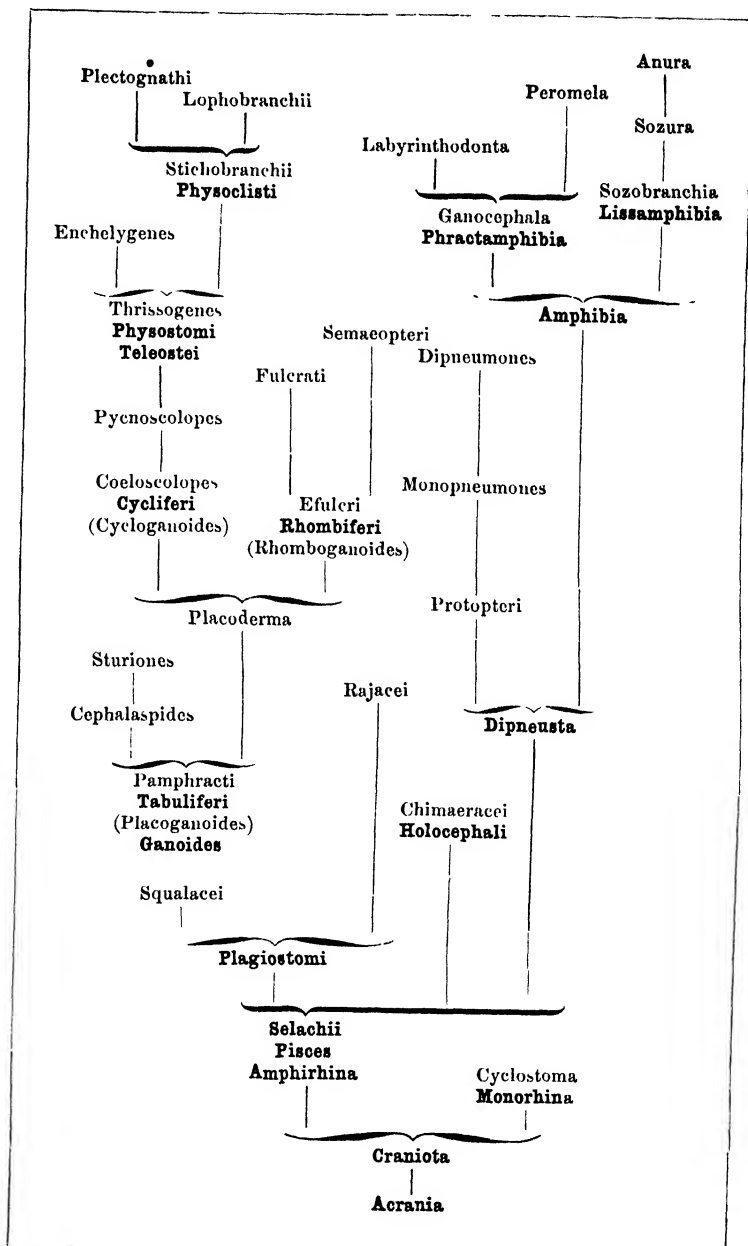 Anura
Plectognathi
Peromela
Lophobranchii
Sozura
Labyrinthodonta
Stichobranchii
Physoclisti
Sozobranchia
Lissamphibia
Ganocephala
Phractamphibia
Enchelygenes
Thrissogenes
Physostomi
Teleostei
Amphibia
Semaeopteri
Dipneumones
Fulcrati
Pycnoscolopes
Coeloscolopes
Cycliferi
(Cycloganoides)
Monopneumones
Efulcri
Rhombiferi
(Rhomboganoides)
Protopteri
Placoderma
Sturiones
Rajacei
Cephalaspides
Dipneusta
Pamphracti
Tabuliferi
(Placoganoides)
Ganoides
Chimaeracei
Holocephali
Squalacei
Plagiostomi
Selachii
Pisces
Amphirhina
Cyclostoma
Monorhina
Craniota
Acrania